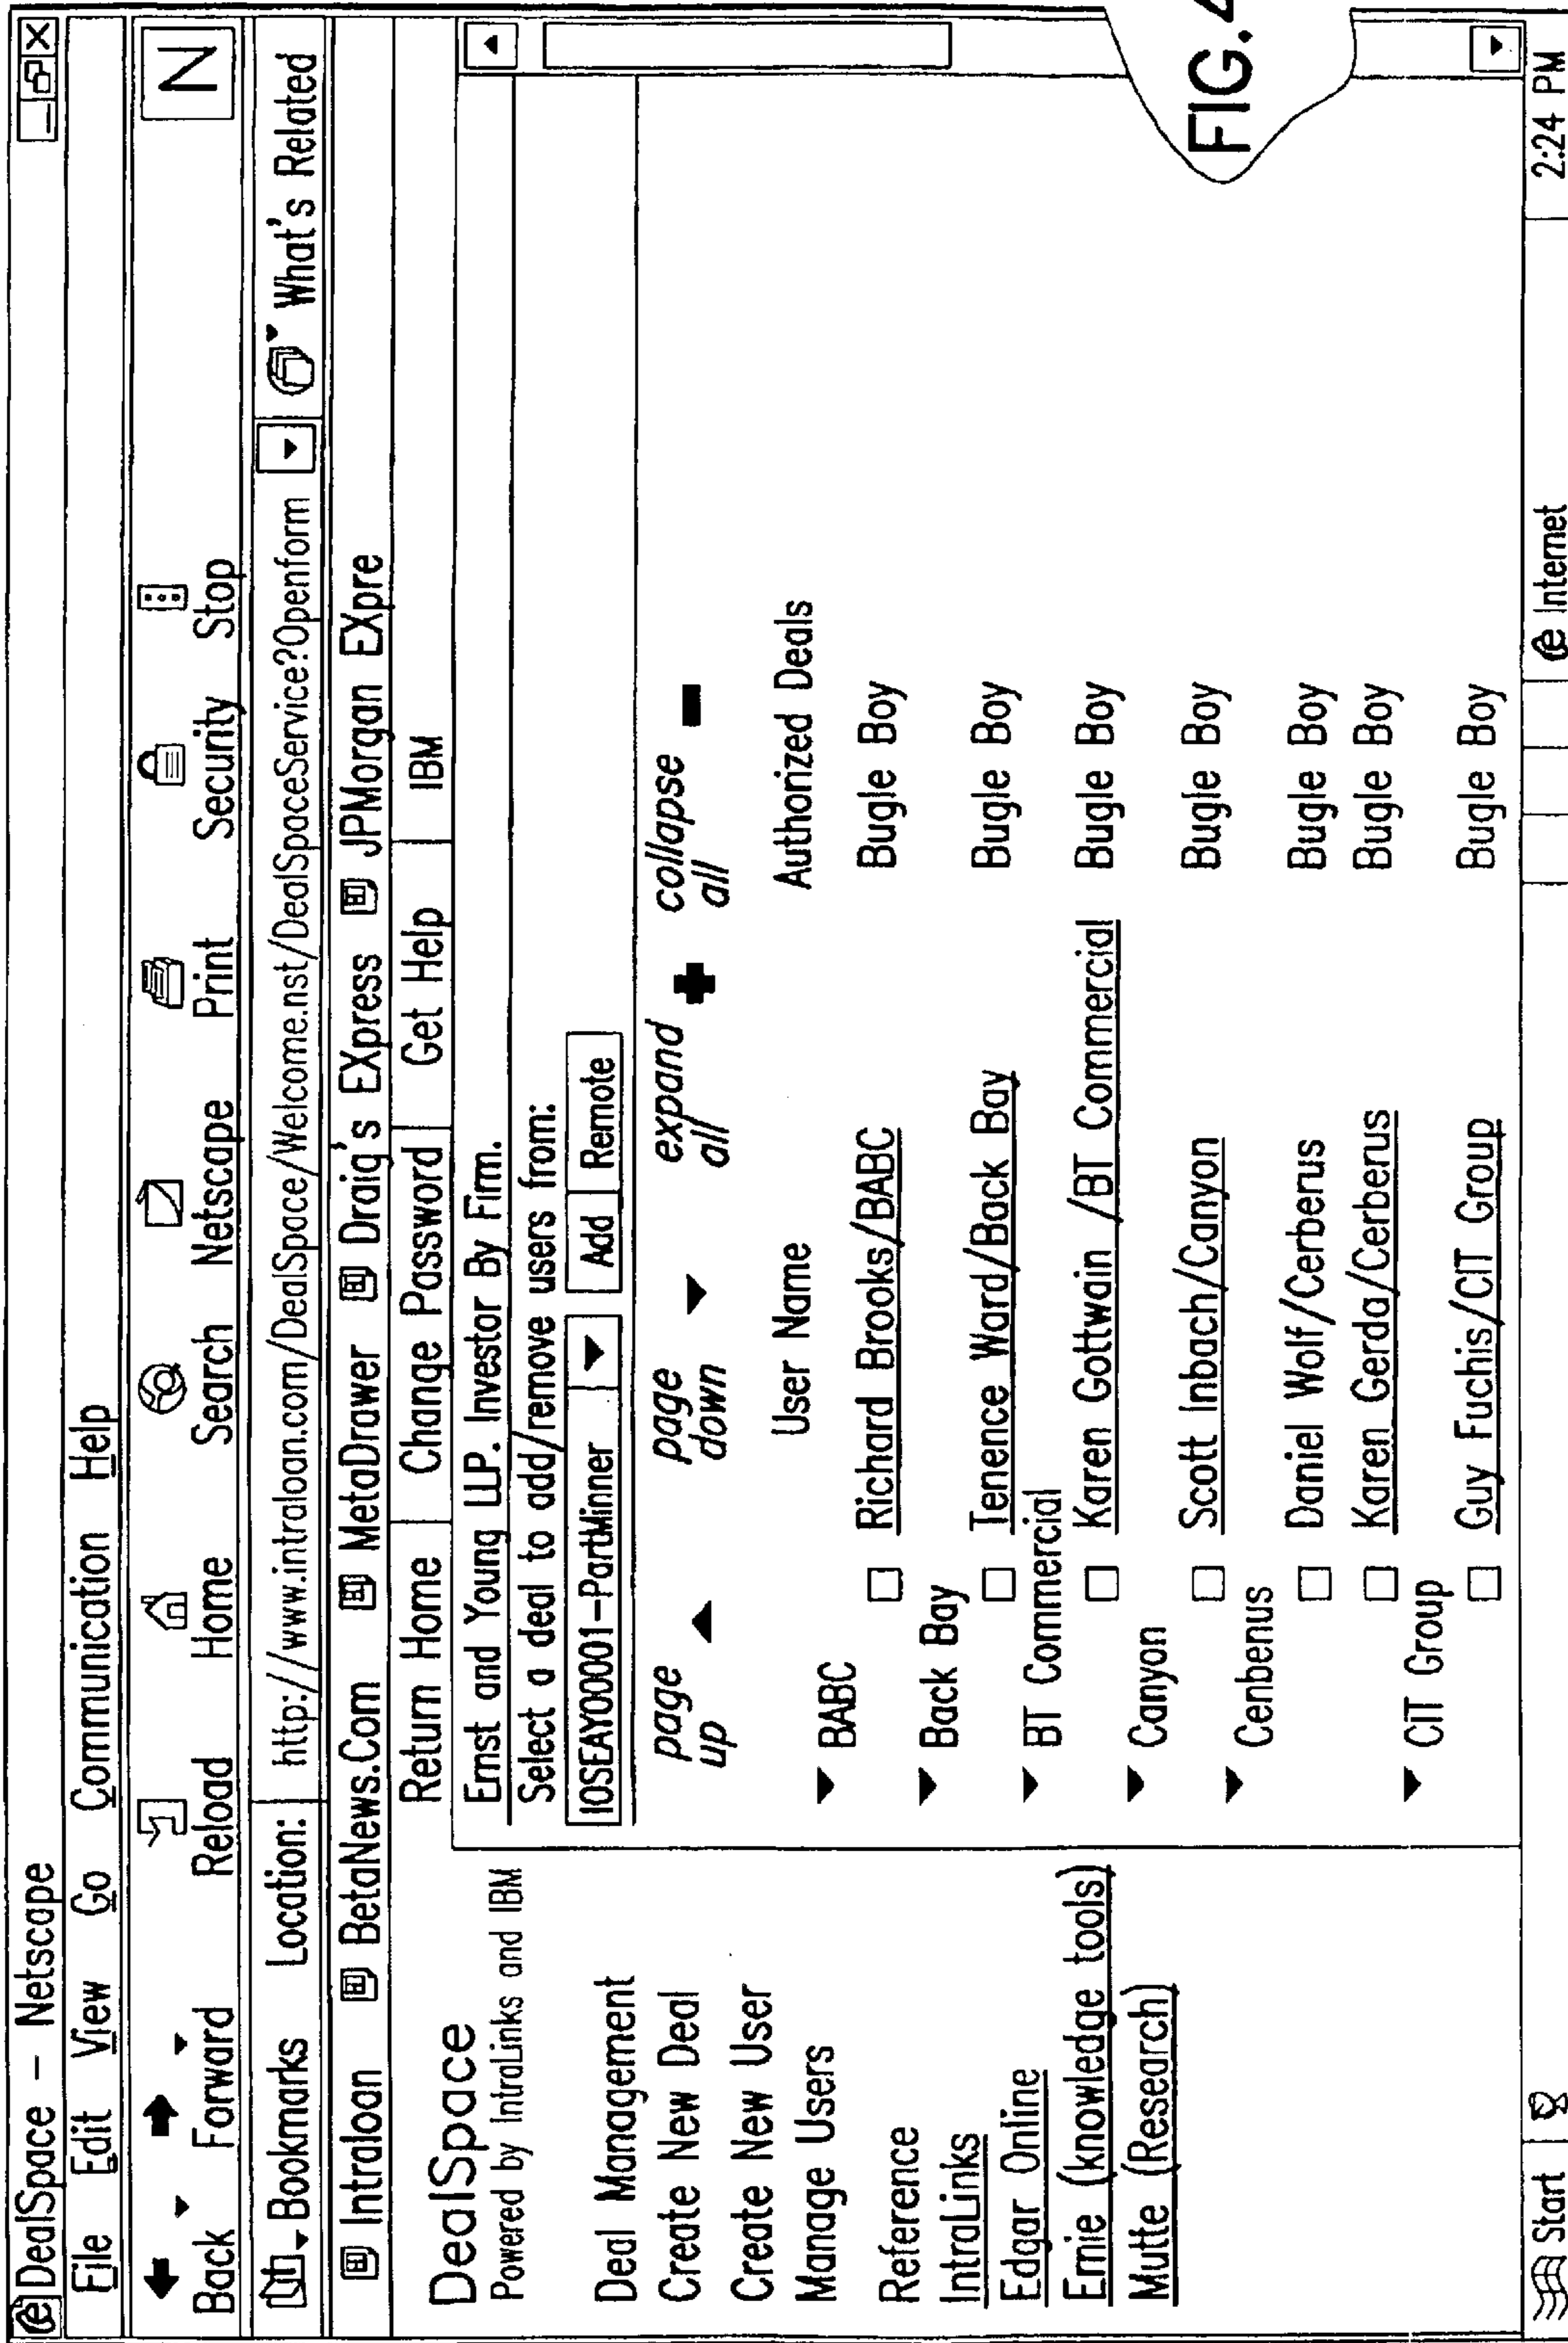 DealSpace – Netscape
File Edit View Go Communication Help
Back Forward Reload Home Search Netscape Print Security Stop
N
Bookmarks Location: http://www.intraloan.com/DealSpace/Welcome.nst/DealSpaceService?Openform What's Related
Intraloan BetaNews.Com MetaDrawer Draig's EXpress JPMorgan EXpre
Return Home Change Password Get Help IBM
DealSpace
Powered by IntraLinks and IBM
Deal Management
Create New Deal
Create New User
Manage Users
Reference
IntraLinks
Edgar Online
Ernie (knowledge tools)
Mutte (Research)
Ernst and Young LLP. Investor By Firm.
Select a deal to add/remove users from:
IOSEAY00001–PartMinner Add Remote
page up page down expand all collapse all
User Name Authorized Deals
BABC
Richard Brooks/BABC Bugle Boy
Back Bay
Tenence Ward/Back Bay Bugle Boy
BT Commercial
Karen Gottwain /BT Commercial Bugle Boy
Canyon
Scott Inbach/Canyon Bugle Boy
Cenbenus
Daniel Wolf/Cerberus Bugle Boy
Karen Gerda/Cerberus Bugle Boy
CIT Group
Guy Fuchis/CIT Group Bugle Boy
FIG.4
Start Internet 2:24 PM